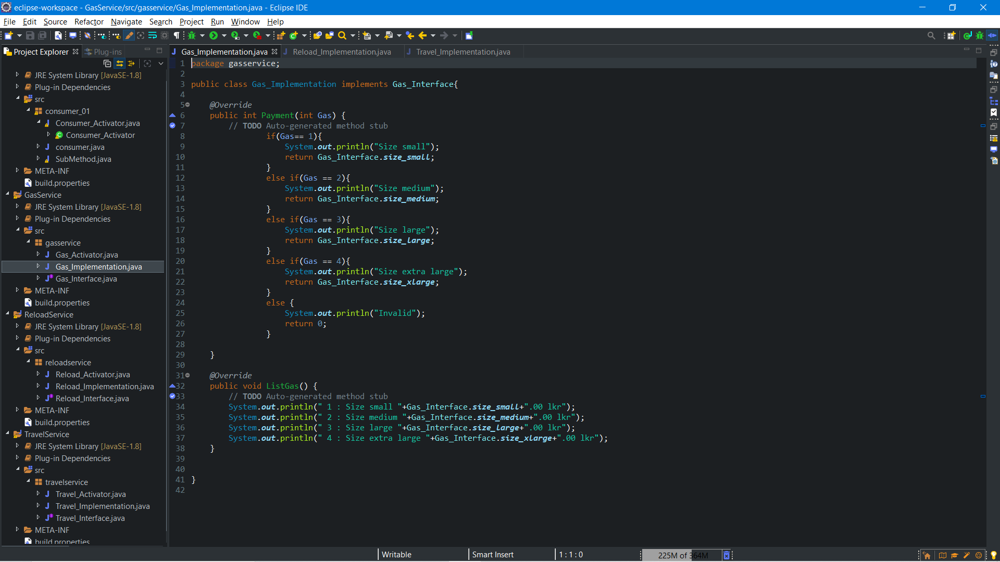 eclipse-workspace - GasService/src/gasservice/Gas_Implementation.java - Eclipse IDE
File Edit Source Refactor Navigate Search Project Run Window Help
Project Explorer
Plug-ins
JRE System Library [JavaSE-1.8]
Plug-in Dependencies
src
consumer_01
Consumer_Activator.java
Consumer_Activator
consumer.java
SubMethod.java
META-INF
build.properties
GasService
JRE System Library [JavaSE-1.8]
Plug-in Dependencies
src
gasservice
Gas_Activator.java
Gas_Implementation.java
Gas_Interface.java
META-INF
build.properties
ReloadService
JRE System Library [JavaSE-1.8]
Plug-in Dependencies
src
reloadservice
Reload_Activator.java
Reload_Implementation.java
Reload_Interface.java
META-INF
build.properties
TravelService
JRE System Library [JavaSE-1.8]
Plug-in Dependencies
src
travelservice
Travel_Activator.java
Travel_Implementation.java
Travel_Interface.java
META-INF
build.properties
Gas_Implementation.java Reload_Implementation.java Travel_Implementation.java
1 package gasservice;
2
3 public class Gas_Implementation implements Gas_Interface{
4
5 @Override
6 public int Payment(int Gas) {
7 // TODO Auto-generated method stub
8 if(Gas== 1){
9 System.out.println("Size small");
10 return Gas_Interface.size_small;
11 }
12 else if(Gas == 2){
13 System.out.println("Size medium");
14 return Gas_Interface.size_medium;
15 }
16 else if(Gas == 3){
17 System.out.println("Size large");
18 return Gas_Interface.size_large;
19 }
20 else if(Gas == 4){
21 System.out.println("Size extra large");
22 return Gas_Interface.size_xlarge;
23 }
24 else {
25 System.out.println("Invalid");
26 return 0;
27 }
28
29 }
30
31 @Override
32 public void ListGas() {
33 // TODO Auto-generated method stub
34 System.out.println(" 1 : Size small "+Gas_Interface.size_small+".00 lkr");
35 System.out.println(" 2 : Size medium "+Gas_Interface.size_medium+".00 lkr");
36 System.out.println(" 3 : Size large "+Gas_Interface.size_large+".00 lkr");
37 System.out.println(" 4 : Size extra large "+Gas_Interface.size_xlarge+".00 lkr");
38 }
39
40
41 }
42
Writable Smart Insert 1 : 1 : 0 225M of 364M